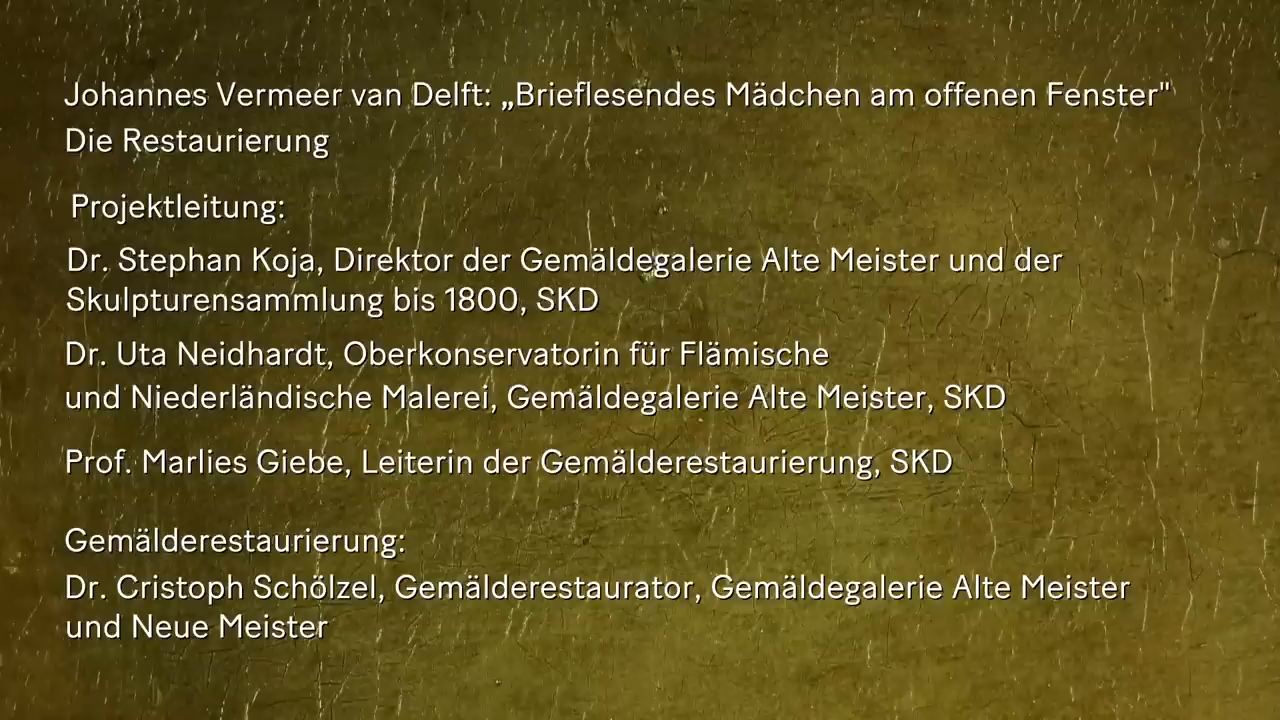 Johannes Vermeer van Delft: „Brieflesendes Mädchen am offenen Fenster"
Die Restaurierung
Projektleitung:
Dr. Stephan Koja, Direktor der Gemäldegalerie Alte Meister und der
Skulpturensammlung bis 1800, SKD
Dr. Uta Neidhardt, Oberkonservatorin für Flämische
und Niederländische Malerei, Gemäldegalerie Alte Meister, SKD
Prof. Marlies Giebe, Leiterin der Gemälderestaurierung, SKD
Gemälderestaurierung:
Dr. Cristoph Schölzel, Gemälderestaurator, Gemäldegalerie Alte Meister
und Neue Meister